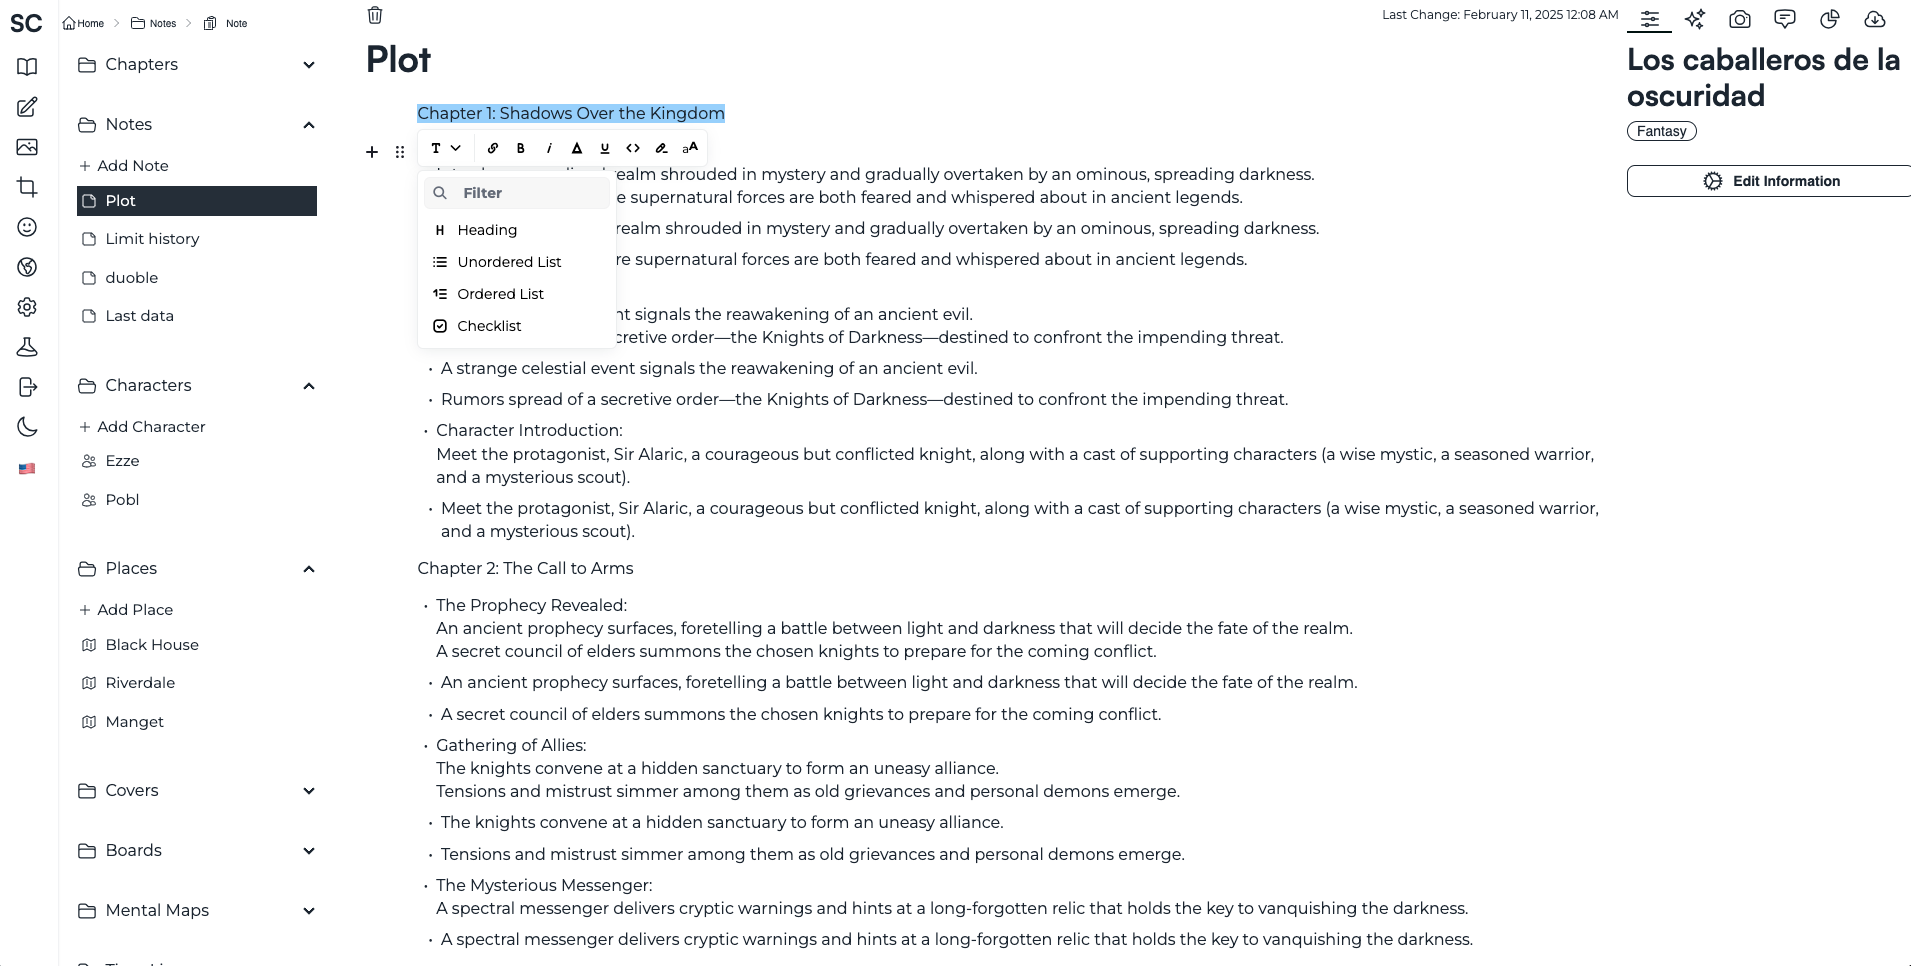 SC
Home
Notes
Note
Chapters
Notes
Add Note
Plot
Limit history
duoble
Last data
Characters
Add Character
Ezze
Pobl
Places
Add Place
Black House
Riverdale
Manget
Covers
Boards
Mental Maps
Last Change: February 11, 2025 12:08 AM
Plot
Chapter 1: Shadows Over the Kingdom
T
B
i
A
U
aA
Filter
H Heading
Unordered List
Ordered List
Checklist
realm shrouded in mystery and gradually overtaken by an ominous, spreading darkness.
supernatural forces are both feared and whispered about in ancient legends.
realm shrouded in mystery and gradually overtaken by an ominous, spreading darkness.
supernatural forces are both feared and whispered about in ancient legends.
signals the reawakening of an ancient evil.
order—the Knights of Darkness—destined to confront the impending threat.
· A strange celestial event signals the reawakening of an ancient evil.
· Rumors spread of a secretive order—the Knights of Darkness—destined to confront the impending threat.
· Character Introduction:
Meet the protagonist, Sir Alaric, a courageous but conflicted knight, along with a cast of supporting characters (a wise mystic, a seasoned warrior,
and a mysterious scout).
· Meet the protagonist, Sir Alaric, a courageous but conflicted knight, along with a cast of supporting characters (a wise mystic, a seasoned warrior,
and a mysterious scout).
Chapter 2: The Call to Arms
· The Prophecy Revealed:
An ancient prophecy surfaces, foretelling a battle between light and darkness that will decide the fate of the realm.
A secret council of elders summons the chosen knights to prepare for the coming conflict.
· An ancient prophecy surfaces, foretelling a battle between light and darkness that will decide the fate of the realm.
· A secret council of elders summons the chosen knights to prepare for the coming conflict.
· Gathering of Allies:
The knights convene at a hidden sanctuary to form an uneasy alliance.
Tensions and mistrust simmer among them as old grievances and personal demons emerge.
· The knights convene at a hidden sanctuary to form an uneasy alliance.
· Tensions and mistrust simmer among them as old grievances and personal demons emerge.
· The Mysterious Messenger:
A spectral messenger delivers cryptic warnings and hints at a long-forgotten relic that holds the key to vanquishing the darkness.
· A spectral messenger delivers cryptic warnings and hints at a long-forgotten relic that holds the key to vanquishing the darkness.
Los caballeros de la
oscuridad
Fantasy
Edit Information